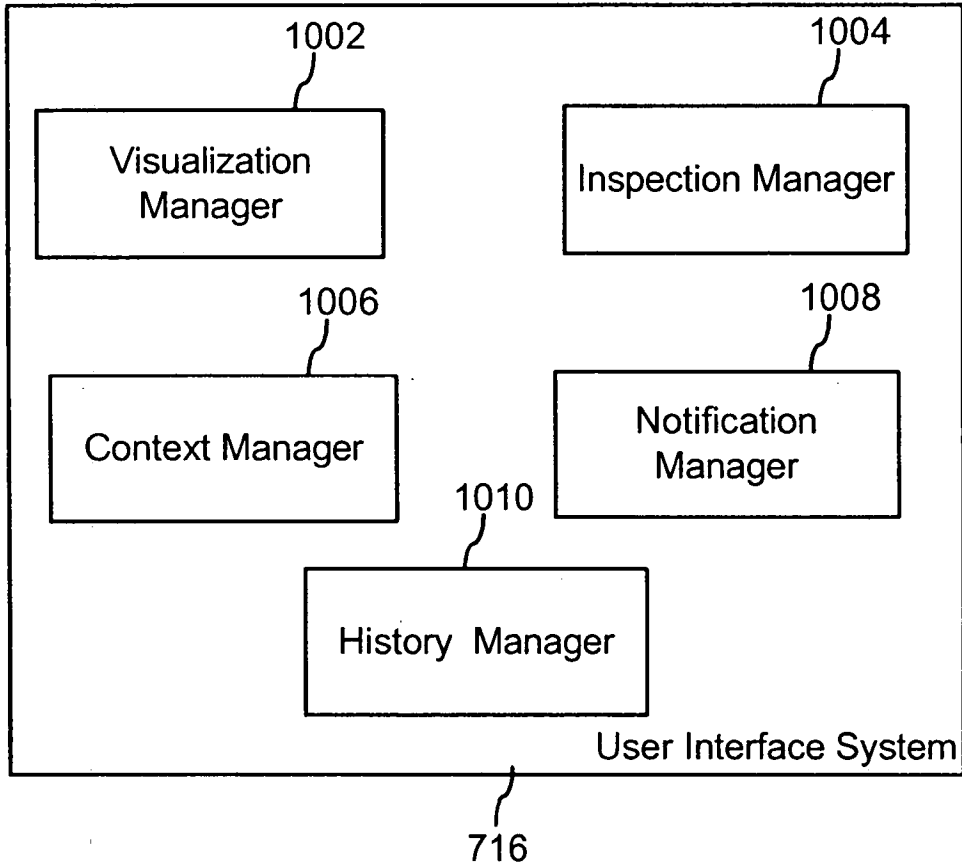 1002
1004
Visualization
Manager
Inspection Manager
1006
1008
Context Manager
Notification
Manager
1010
History Manager
User Interface System
716